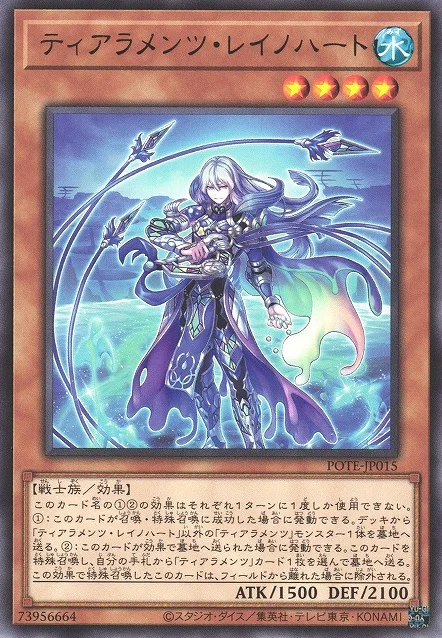 ティアラメンツ・レイノハート
水
POTE-JP015
【戦士族/効果】
このカード名の①②の効果はそれぞれ1ターンに1度しか使用できない。
①：このカードが召喚・特殊召喚に成功した場合に発動できる。デッキから
「ティアラメンツ・レイノハート」以外の「ティアラメンツ」モンスター1体を墓地へ
送る。②：このカードが効果で墓地へ送られた場合に発動できる。このカードを
特殊召喚し、自分の手札から「ティアラメンツ」カード1枚を選んで墓地へ送る。
この効果で特殊召喚したこのカードは、フィールドから離れた場合に除外される。
ATK/1500 DEF/2100
73956664
©スタジオ・ダイス/集英社・テレビ東京・KONAMI